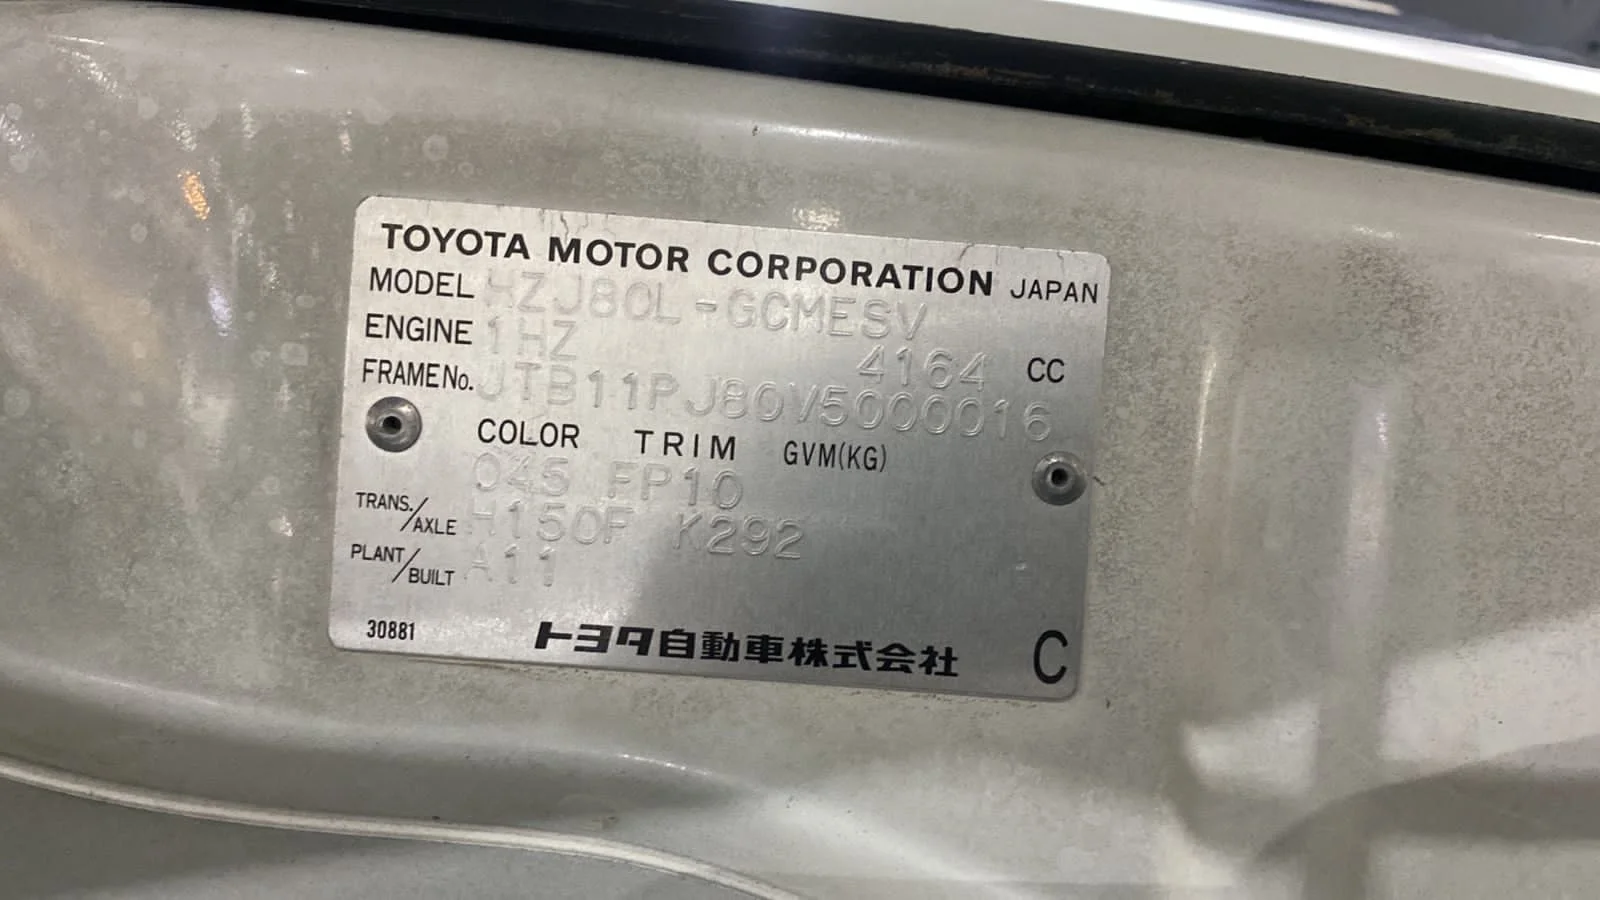 TOYOTA MOTOR CORPORATION JAPAN
MODEL HZJ80L-GCMESV
ENGINE 1HZ 4164 CC
FRAME No. JTB11PJ80V5000016
COLOR TRIM GVM(KG)
045 FP10
TRANS./AXLE H150F K292
PLANT/BUILT A11
30881 トヨタ自動車株式会社 C